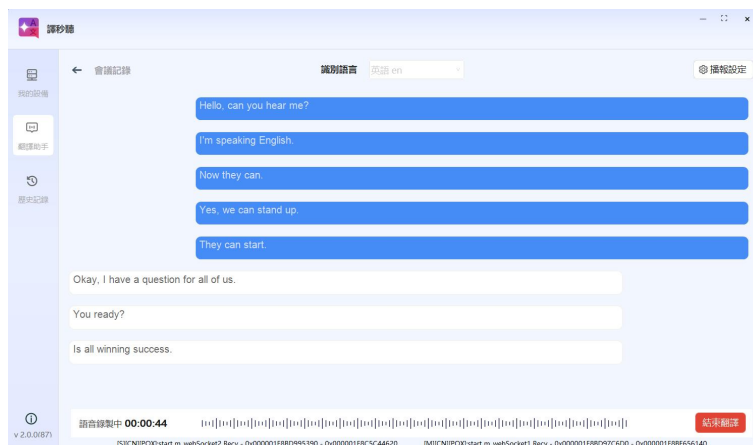 譯秒聽
我的設備
翻譯助手
歷史記錄
v 2.0.0(87)
← 會議記錄
識別語言 英語 en
播報設定
Hello, can you hear me?
I'm speaking English.
Now they can.
Yes, we can stand up.
They can start.
Okay, I have a question for all of us.
You ready?
Is all winning success.
語音錄製中 00:00:44
結束翻譯